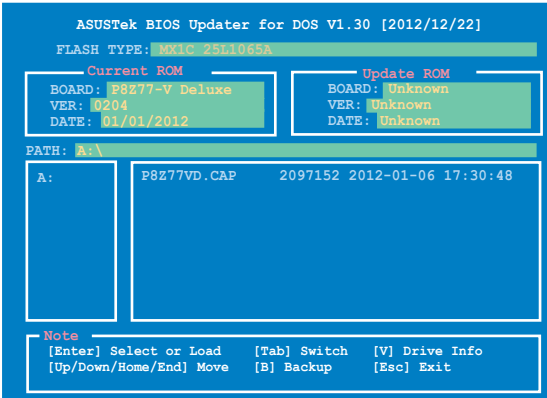 ASUSTek BIOS Updater for DOS V1.30 [2012/12/22]
FLASH TYPE: MX1C 25L1065A
Current ROM
BOARD: P8Z77-V Deluxe
VER: 0204
DATE: 01/01/2012
Update ROM
BOARD: Unknown
VER: Unknown
DATE: Unknown
PATH: A:\
A:
P8Z77VD.CAP 2097152 2012-01-06 17:30:48
Note
[Enter] Select or Load [Tab] Switch [V] Drive Info
[Up/Down/Home/End] Move [B] Backup [Esc] Exit